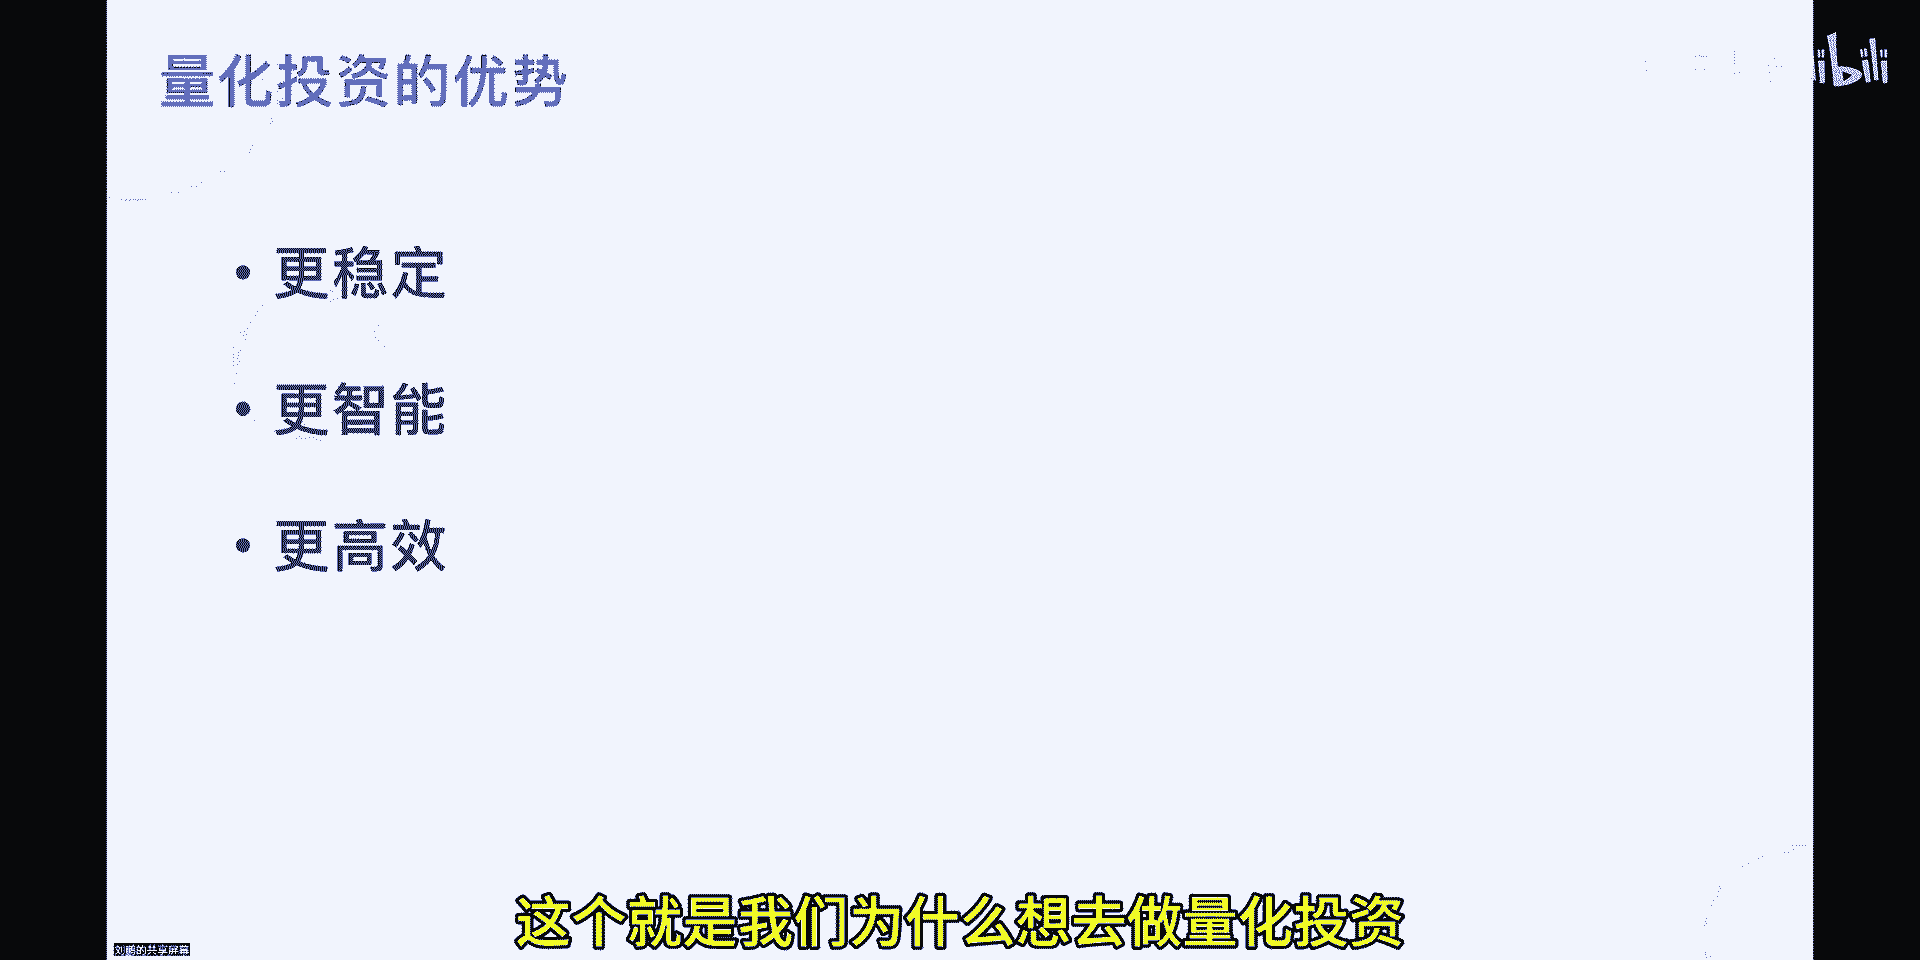 量化投资的优势
bilibili
• 更稳定
• 更智能
• 更高效
这个就是我们为什么想去做量化投资
刘鹏的共享屏幕